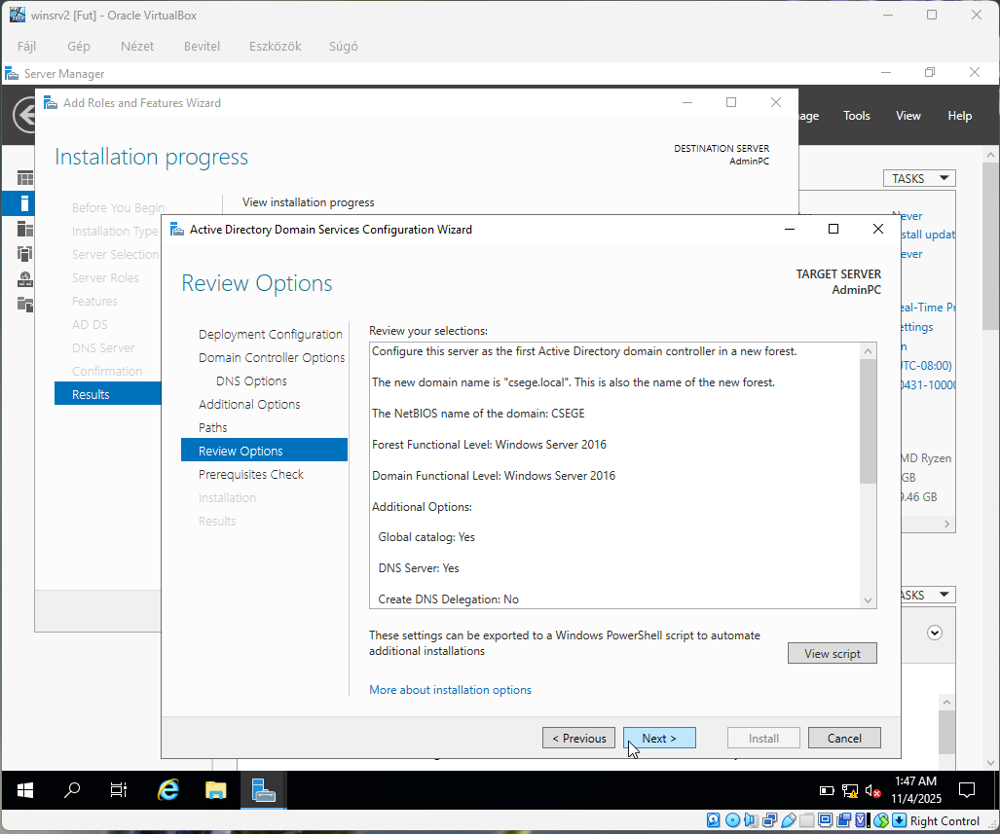 winsrv2 [Fut] - Oracle VirtualBox
Fájl Gép Nézet Bevitel Eszközök Súgó
Server Manager
Add Roles and Features Wizard
Tools View Help
Installation progress
DESTINATION SERVER
AdminPC
TASKS
View installation progress
Before You Begin
Installation Type
Server Selection
Server Roles
Features
AD DS
DNS Server
Confirmation
Results
Active Directory Domain Services Configuration Wizard
Review Options
TARGET SERVER
AdminPC
Deployment Configuration
Domain Controller Options
DNS Options
Additional Options
Paths
Review Options
Prerequisites Check
Installation
Results
Review your selections:
Configure this server as the first Active Directory domain controller in a new forest.
The new domain name is "csege.local". This is also the name of the new forest.
The NetBIOS name of the domain: CSEGE
Forest Functional Level: Windows Server 2016
Domain Functional Level: Windows Server 2016
Additional Options:
Global catalog: Yes
DNS Server: Yes
Create DNS Delegation: No
These settings can be exported to a Windows PowerShell script to automate
additional installations
View script
More about installation options
< Previous Next > Install Cancel
Never
stall updat
ever
eal-Time Pr
ettings
UTC-08:00)
0431-10000
MD Ryzen
GB
9.46 GB
ASKS
1:47 AM
11/4/2025
Right Control